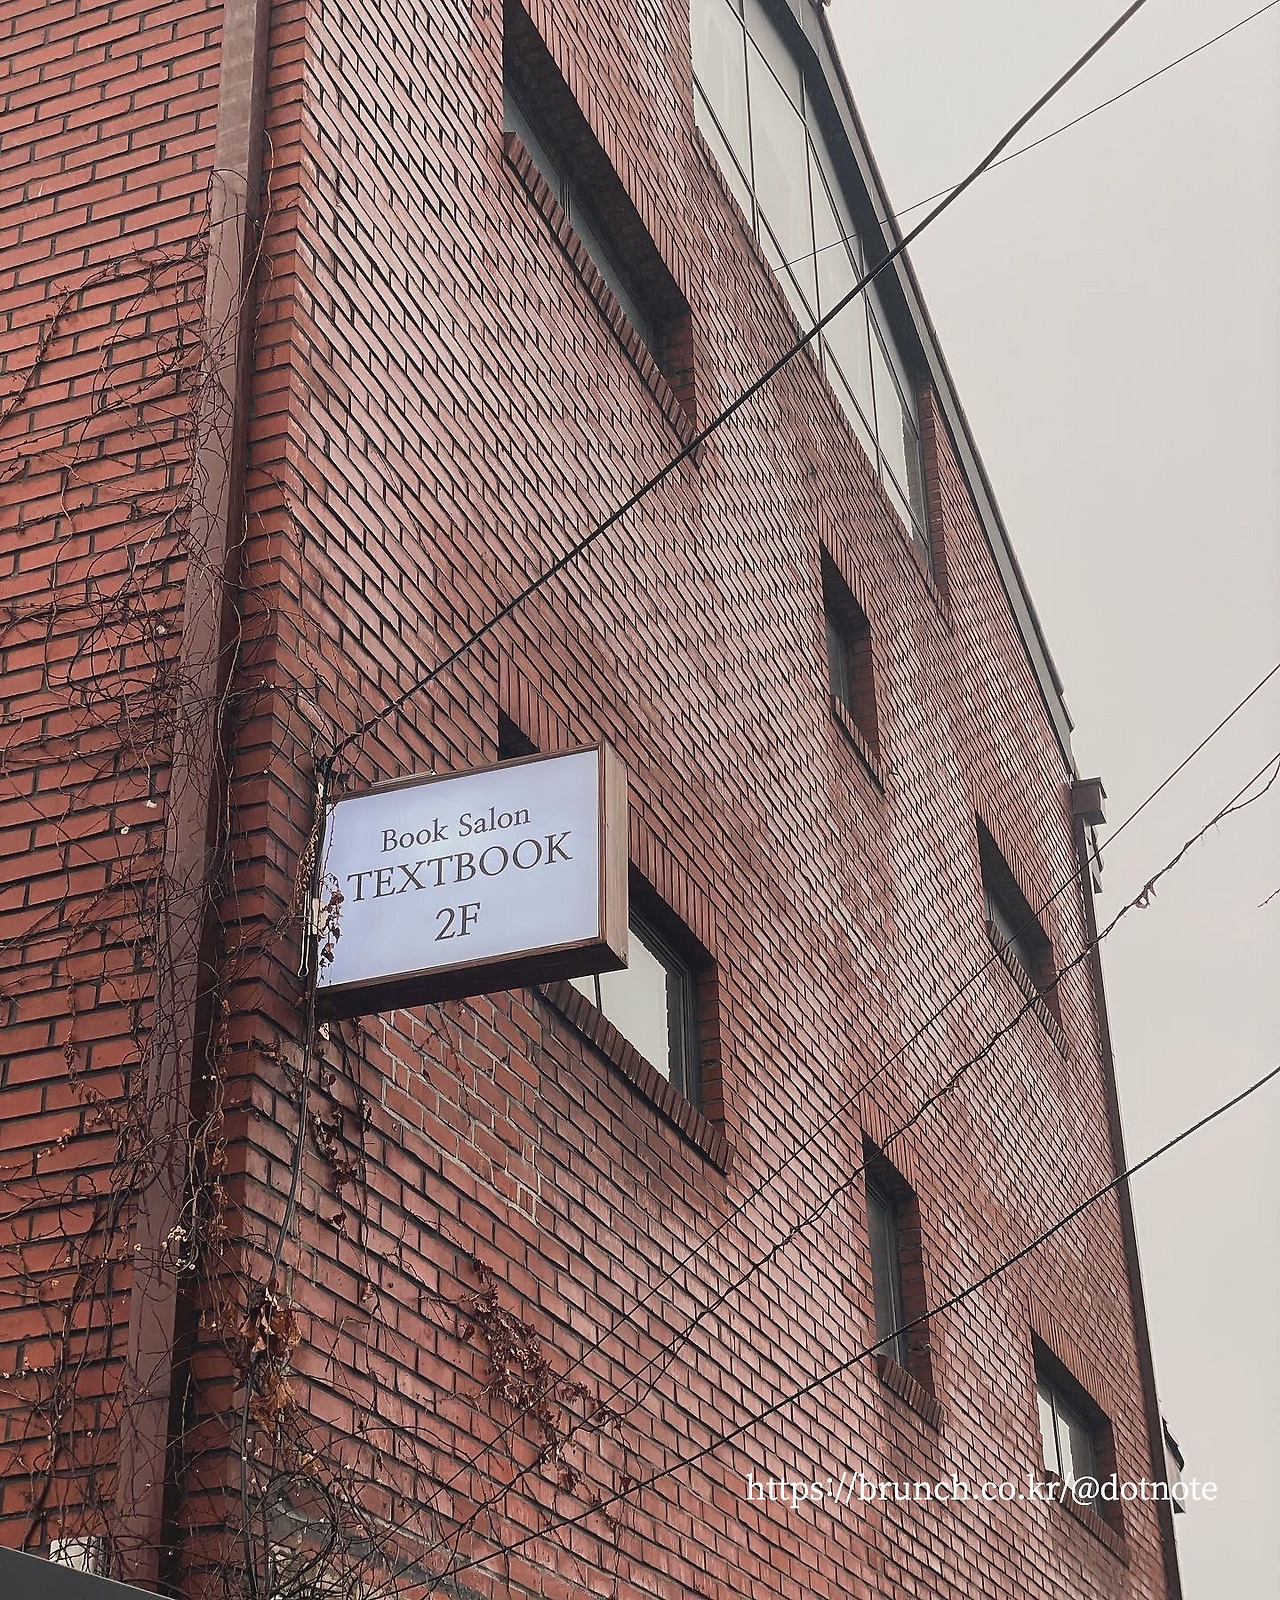 Book Salon
TEXTBOOK
2F
https://brunch.co.kr/@dotnote